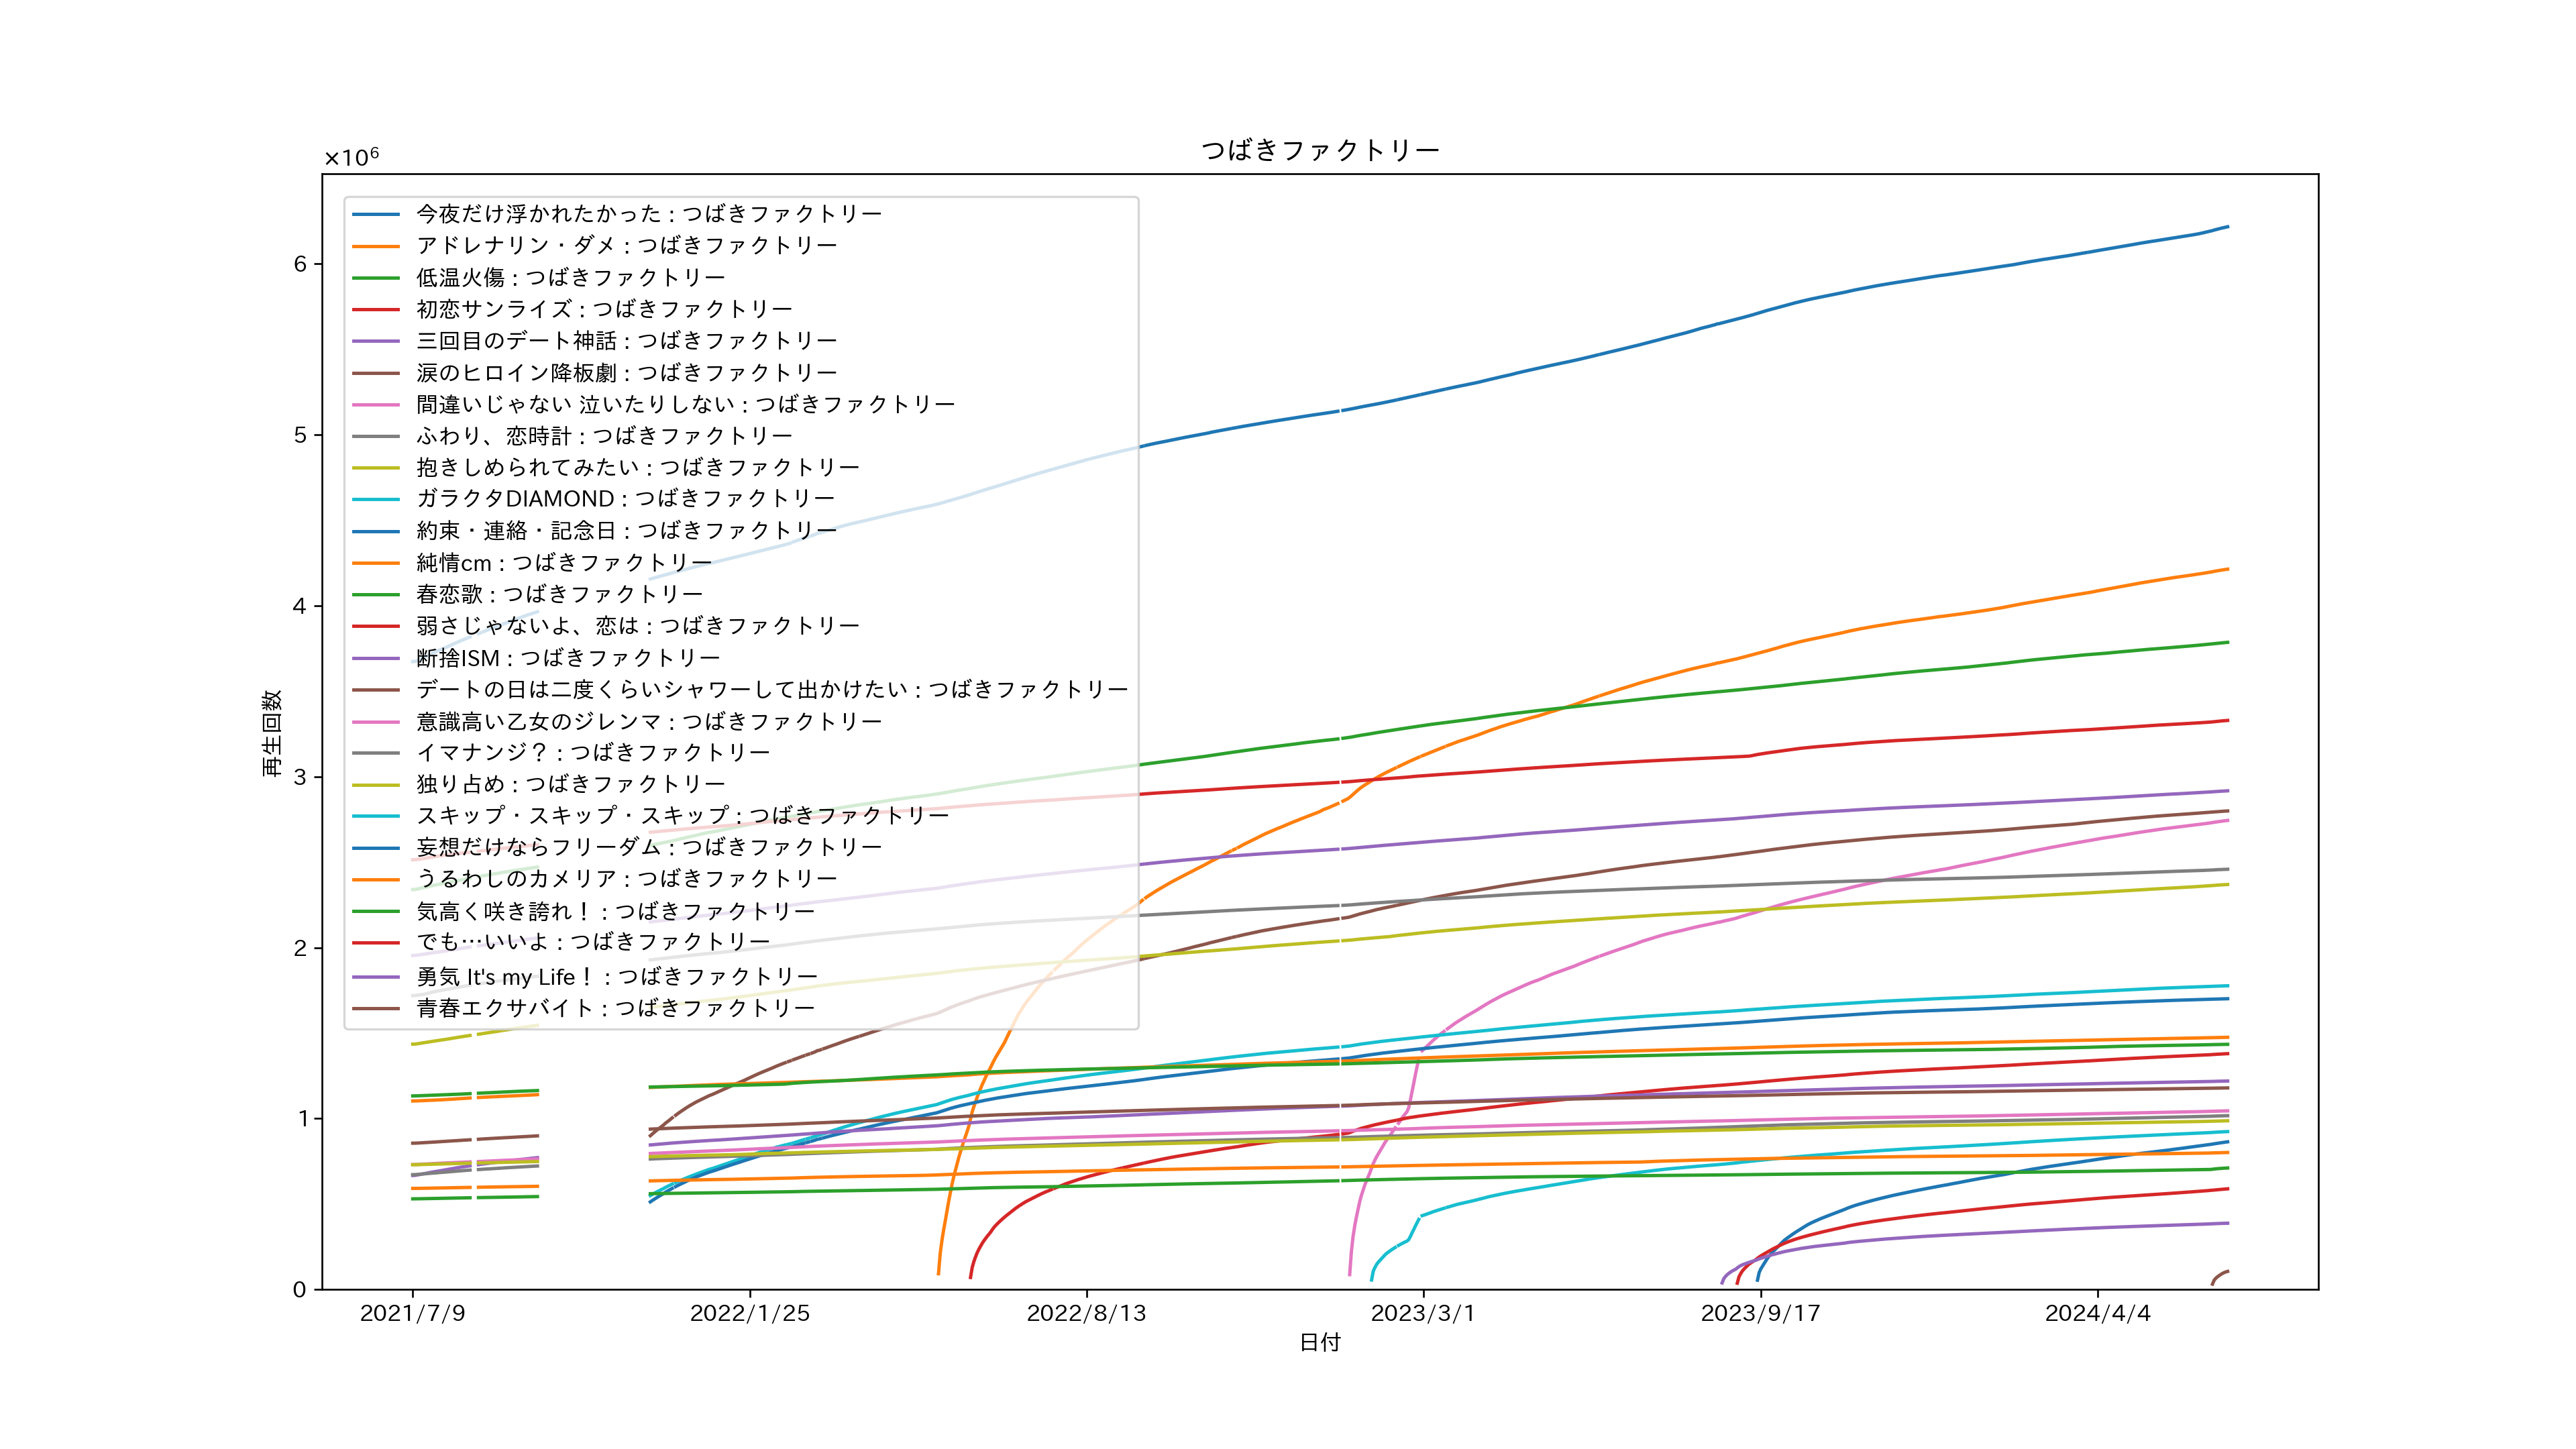 つばきファクトリー
×10⁶
今夜だけ浮かれたかった : つばきファクトリー
アドレナリン・ダメ : つばきファクトリー
低温火傷 : つばきファクトリー
初恋サンライズ : つばきファクトリー
三回目のデート神話 : つばきファクトリー
涙のヒロイン降板劇 : つばきファクトリー
間違いじゃない 泣いたりしない : つばきファクトリー
ふわり、恋時計 : つばきファクトリー
抱きしめられてみたい : つばきファクトリー
ガラクタDIAMOND : つばきファクトリー
約束・連絡・記念日 : つばきファクトリー
純情cm : つばきファクトリー
春恋歌 : つばきファクトリー
弱さじゃないよ、恋は : つばきファクトリー
断捨ISM : つばきファクトリー
デートの日は二度くらいシャワーして出かけたい : つばきファクトリー
意識高い乙女のジレンマ : つばきファクトリー
イマナンジ？ : つばきファクトリー
独り占め : つばきファクトリー
スキップ・スキップ・スキップ : つばきファクトリー
妄想だけならフリーダム : つばきファクトリー
うるわしのカメリア : つばきファクトリー
気高く咲き誇れ！ : つばきファクトリー
でも…いいよ : つばきファクトリー
勇気 It's my Life！ : つばきファクトリー
青春エクサバイト : つばきファクトリー
再生回数
6
5
4
3
2
1
0
2021/7/9
2022/1/25
2022/8/13
2023/3/1
2023/9/17
2024/4/4
日付